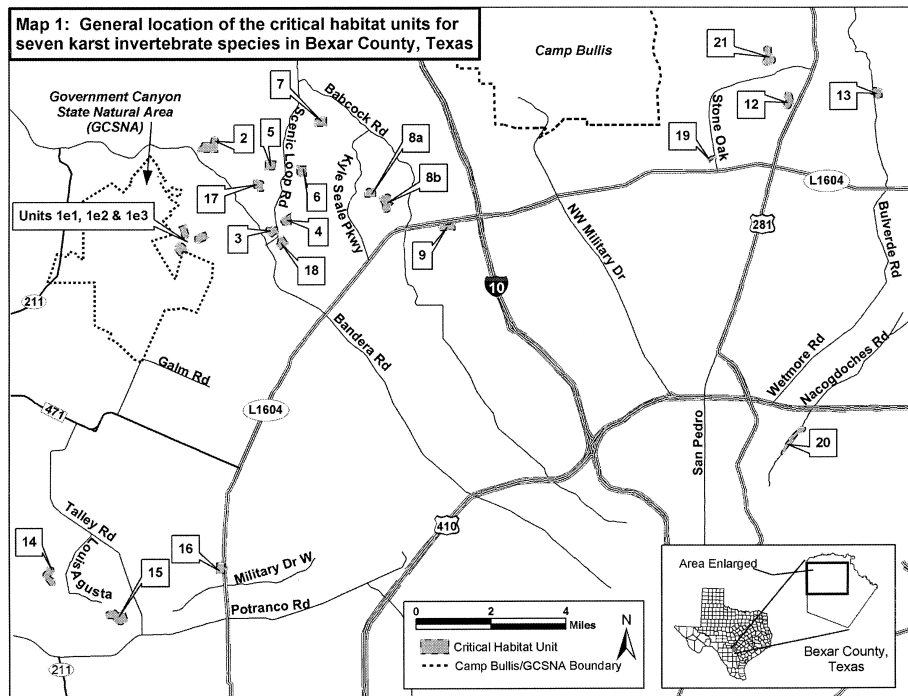 Map 1: General location of the critical habitat units for
seven karst invertebrate species in Bexar County, Texas
Camp Bullis
21
7
Government Canyon
State Natural Area
(GCSNA)
Babcock Rd
12
13
2
5
Scenic Loop Rd
Stone Oak
8a
19
Kyle Seale Pkwy
17
6
8b
L1604
Units 1e1, 1e2 & 1e3
3
4
NW Military Dr
281
Bulverde Rd
18
9
10
211
Bandera Rd
Galm Rd
Wetmore Rd
Nacogdoches Rd
L1604
471
San Pedro
20
Talley Rd
410
14
Louis Agusta
16
15
Military Dr W
Potranco Rd
211
0 2 4
Miles
N
Critical Habitat Unit
Camp Bullis/GCSNA Boundary
Area Enlarged
Bexar County,
Texas